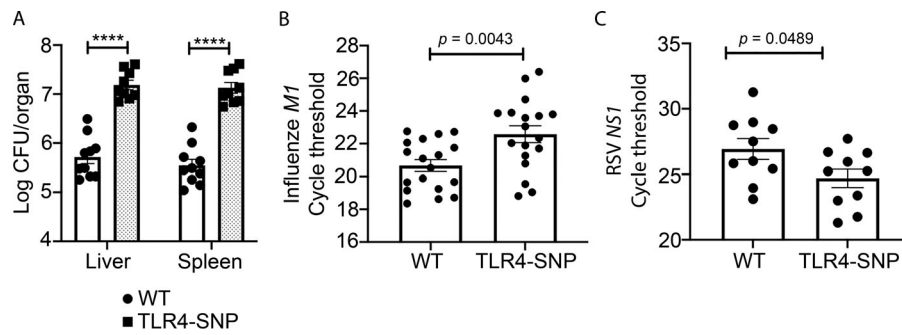 A
Log CFU/organ
8
7
6
5
4
****
****
Liver
Spleen
WT
TLR4-SNP
B
Influenze M1
Cycle threshold
28
26
24
22
20
18
16
p = 0.0043
WT
TLR4-SNP
C
RSV NS1
Cycle threshold
35
30
25
20
p = 0.0489
WT
TLR4-SNP